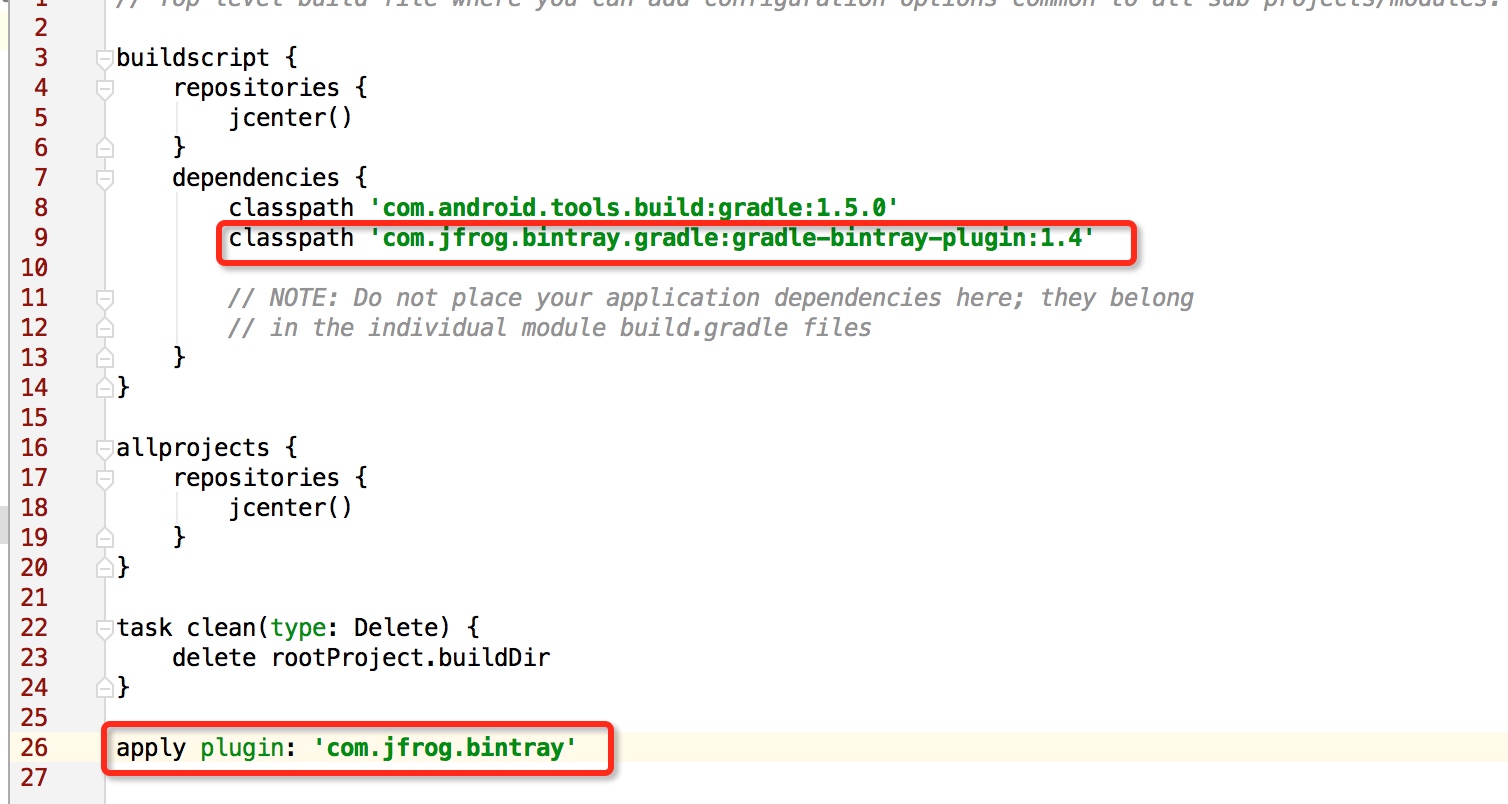 1 // Top-level build file where you can add configuration options common to all sub-projects/modules.
2
3 buildscript {
4 repositories {
5 jcenter()
6 }
7 dependencies {
8 classpath 'com.android.tools.build:gradle:1.5.0'
9 classpath 'com.jfrog.bintray.gradle:gradle-bintray-plugin:1.4'
10
11 // NOTE: Do not place your application dependencies here; they belong
12 // in the individual module build.gradle files
13 }
14 }
15
16 allprojects {
17 repositories {
18 jcenter()
19 }
20 }
21
22 task clean(type: Delete) {
23 delete rootProject.buildDir
24 }
25
26 apply plugin: 'com.jfrog.bintray'
27